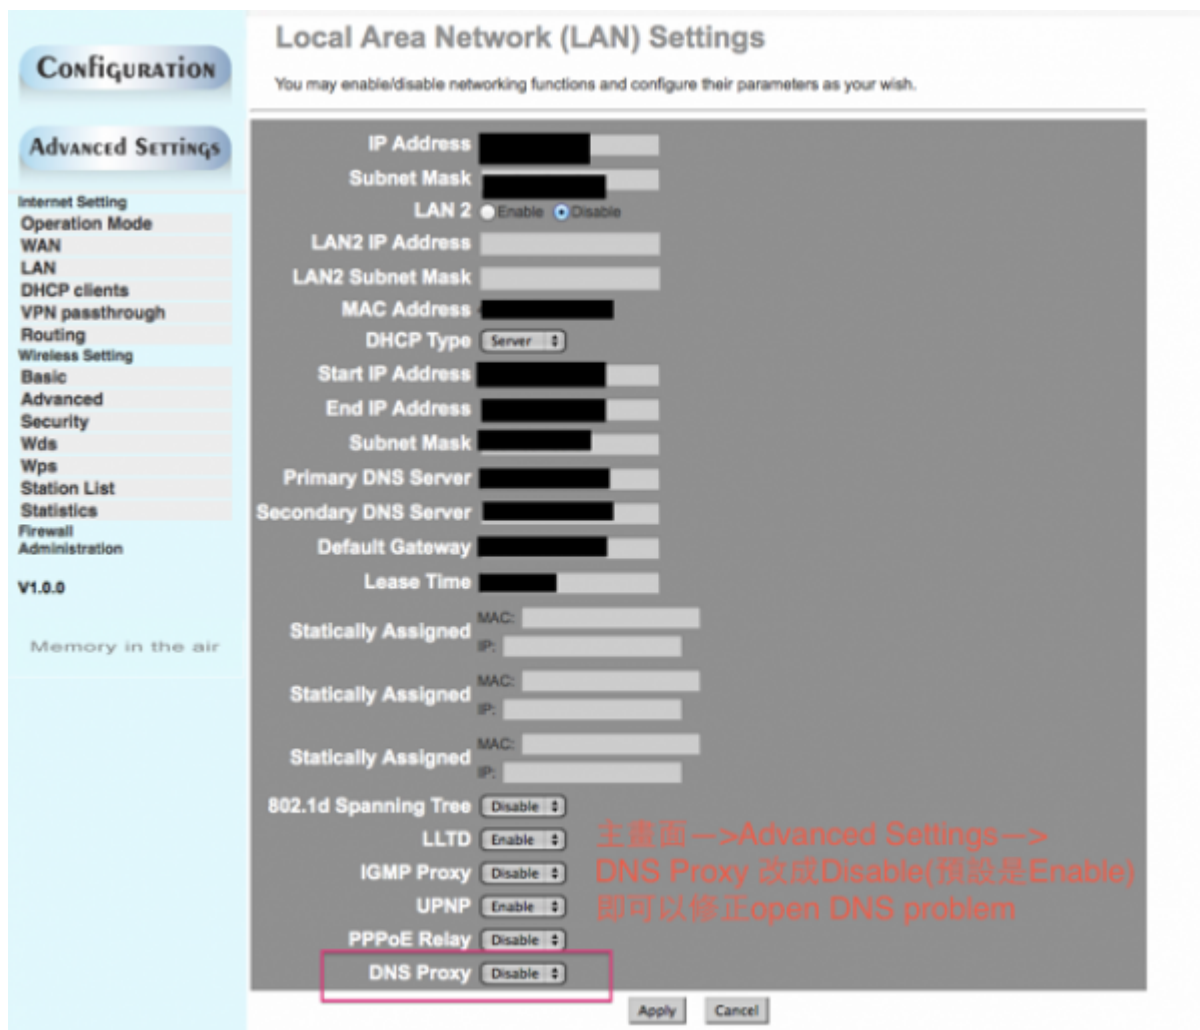 Configuration
Advanced Settings
Internet Setting
Operation Mode
WAN
LAN
DHCP clients
VPN passthrough
Routing
Wireless Setting
Basic
Advanced
Security
Wds
Wps
Station List
Statistics
Firewall
Administration
V1.0.0
Memory in the air
Local Area Network (LAN) Settings
You may enable/disable networking functions and configure their parameters as your wish.
IP Address
Subnet Mask
LAN 2 Enable Disable
LAN2 IP Address
LAN2 Subnet Mask
MAC Address
DHCP Type Server
Start IP Address
End IP Address
Subnet Mask
Primary DNS Server
Secondary DNS Server
Default Gateway
Lease Time
Statically Assigned MAC:
IP:
Statically Assigned MAC:
IP:
Statically Assigned MAC:
IP:
802.1d Spanning Tree Disable
LLTD Enable
IGMP Proxy Disable
UPNP Enable
PPPoE Relay Disable
DNS Proxy Disable
主畫面—>Advanced Settings—>
DNS Proxy 改成Disable(預設是Enable)
即可以修正open DNS problem
Apply Cancel